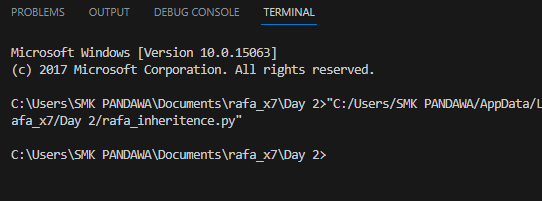 PROBLEMS OUTPUT DEBUG CONSOLE TERMINAL
Microsoft Windows [Version 10.0.15063]
(c) 2017 Microsoft Corporation. All rights reserved.
C:\Users\SMK PANDAWA\Documents\rafa_x7\Day 2>"C:/Users/SMK PANDAWA/AppData/L
afa_x7/Day 2/rafa_inheritence.py"
C:\Users\SMK PANDAWA\Documents\rafa_x7\Day 2>